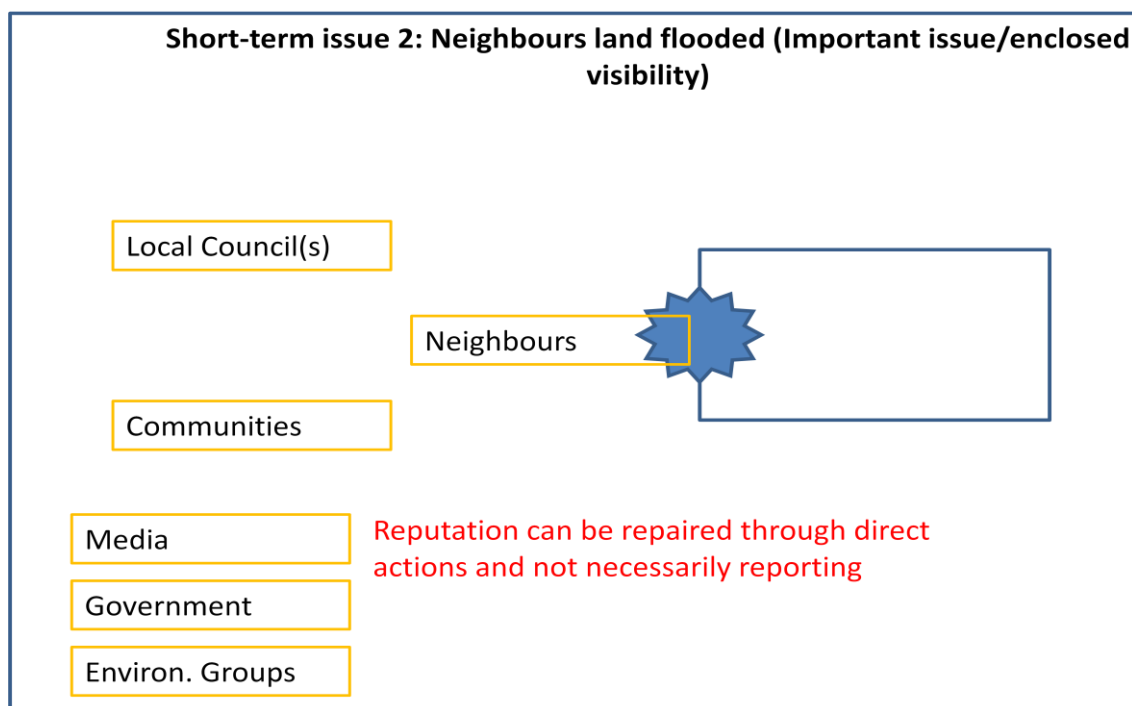 Short-term issue 2: Neighbours land flooded (Important issue/enclosed
visibility)
Local Council(s)
Neighbours
Communities
Media
Reputation can be repaired through direct
actions and not necessarily reporting
Government
Environ. Groups